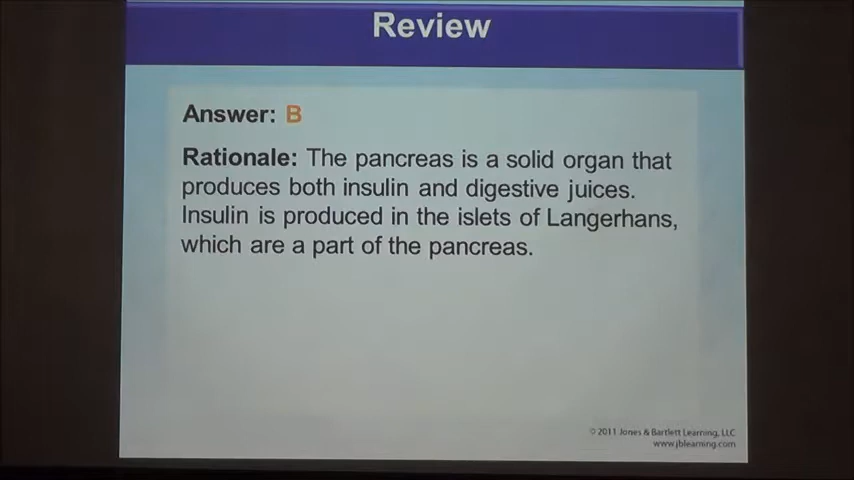 Review
Answer: B
Rationale: The pancreas is a solid organ that
produces both insulin and digestive juices.
Insulin is produced in the islets of Langerhans,
which are a part of the pancreas.
© 2011 Jones & Bartlett Learning, LLC
www.jblearning.com